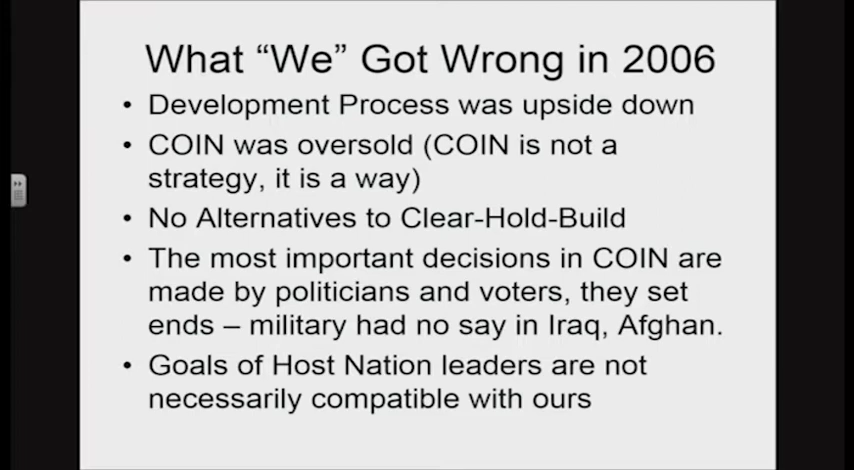 What “We” Got Wrong in 2006
• Development Process was upside down
• COIN was oversold (COIN is not a
strategy, it is a way)
• No Alternatives to Clear-Hold-Build
• The most important decisions in COIN are
made by politicians and voters, they set
ends – military had no say in Iraq, Afghan.
• Goals of Host Nation leaders are not
necessarily compatible with ours